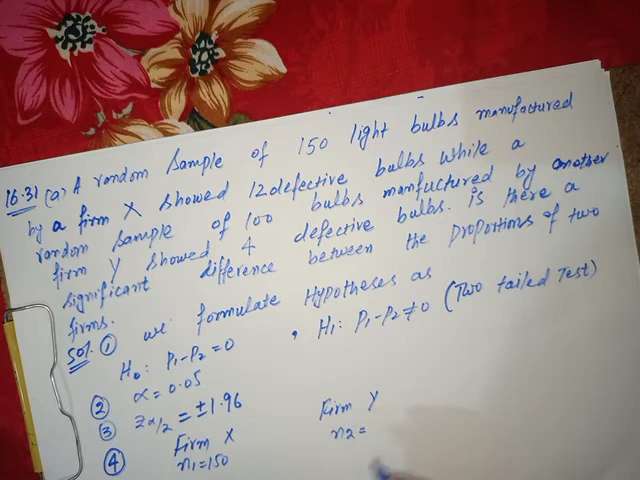 16.31 (a) A random sample of 150 light bulbs manufactured
by a firm X showed 12 defective bulbs while a
random sample of 100 bulbs manfuctured by another
firm Y showed 4 defective bulbs. is there a
significant difference between the proportions of two
firms.
Sol. ① we formulate Hypotheses as
H₀: P₁-P₂=0 , H₁: P₁-P₂≠0 (Two tailed Test)
② α=0.05
③ Zα/2 = ±1.96
④ Firm X Firm Y
n₁=150 n₂=